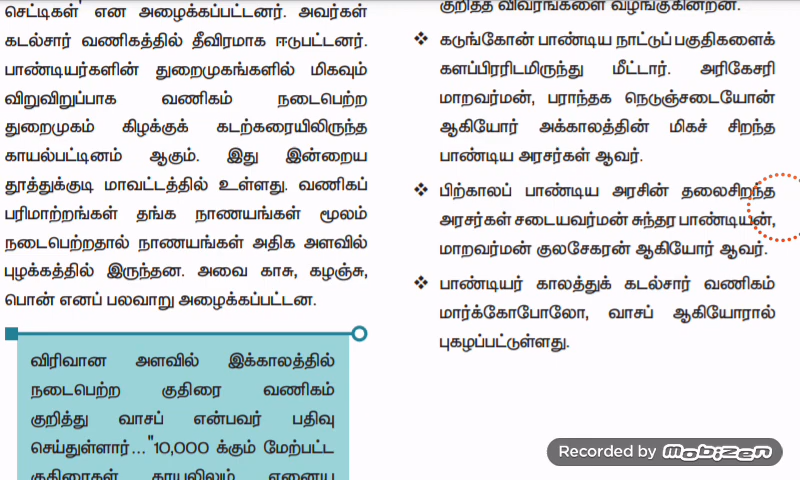 செட்டிகள்' என அழைக்கப்பட்டனர். அவர்கள்
கடல்சார் வணிகத்தில் தீவிரமாக ஈடுபட்டனர்.
பாண்டியர்களின் துறைமுகங்களில் மிகவும்
விறுவிறுப்பாக வணிகம் நடைபெற்ற
துறைமுகம் கிழக்குக் கடற்கரையிலிருந்த
காயல்பட்டினம் ஆகும். இது இன்றைய
தூத்துக்குடி மாவட்டத்தில் உள்ளது. வணிகப்
பரிமாற்றங்கள் தங்க நாணயங்கள் மூலம்
நடைபெற்றதால் நாணயங்கள் அதிக அளவில்
புழக்கத்தில் இருந்தன. அவை காசு, கழஞ்சு,
பொன் எனப் பலவாறு அழைக்கப்பட்டன.
விரிவான அளவில் இக்காலத்தில்
நடைபெற்ற குதிரை வணிகம்
குறித்து வாசப் என்பவர் பதிவு
செய்துள்ளார்..."10,000 க்கும் மேற்பட்ட
குதிரைகள் காயலிலும் ஏனைய
குறித்த விவரங்களை வழங்குகின்றன.
❖ கடுங்கோன் பாண்டிய நாட்டுப் பகுதிகளைக்
களப்பிரரிடமிருந்து மீட்டார். அரிகேசரி
மாறவர்மன், பராந்தக நெடுஞ்சடையோன்
ஆகியோர் அக்காலத்தின் மிகச் சிறந்த
பாண்டிய அரசர்கள் ஆவர்.
❖ பிற்காலப் பாண்டிய அரசின் தலைசிறந்த
அரசர்கள் சடையவர்மன் சுந்தர பாண்டியன்,
மாறவர்மன் குலசேகரன் ஆகியோர் ஆவர்.
❖ பாண்டியர் காலத்துக் கடல்சார் வணிகம்
மார்க்கோபோலோ, வாசப் ஆகியோரால்
புகழப்பட்டுள்ளது.
Recorded by mobizen